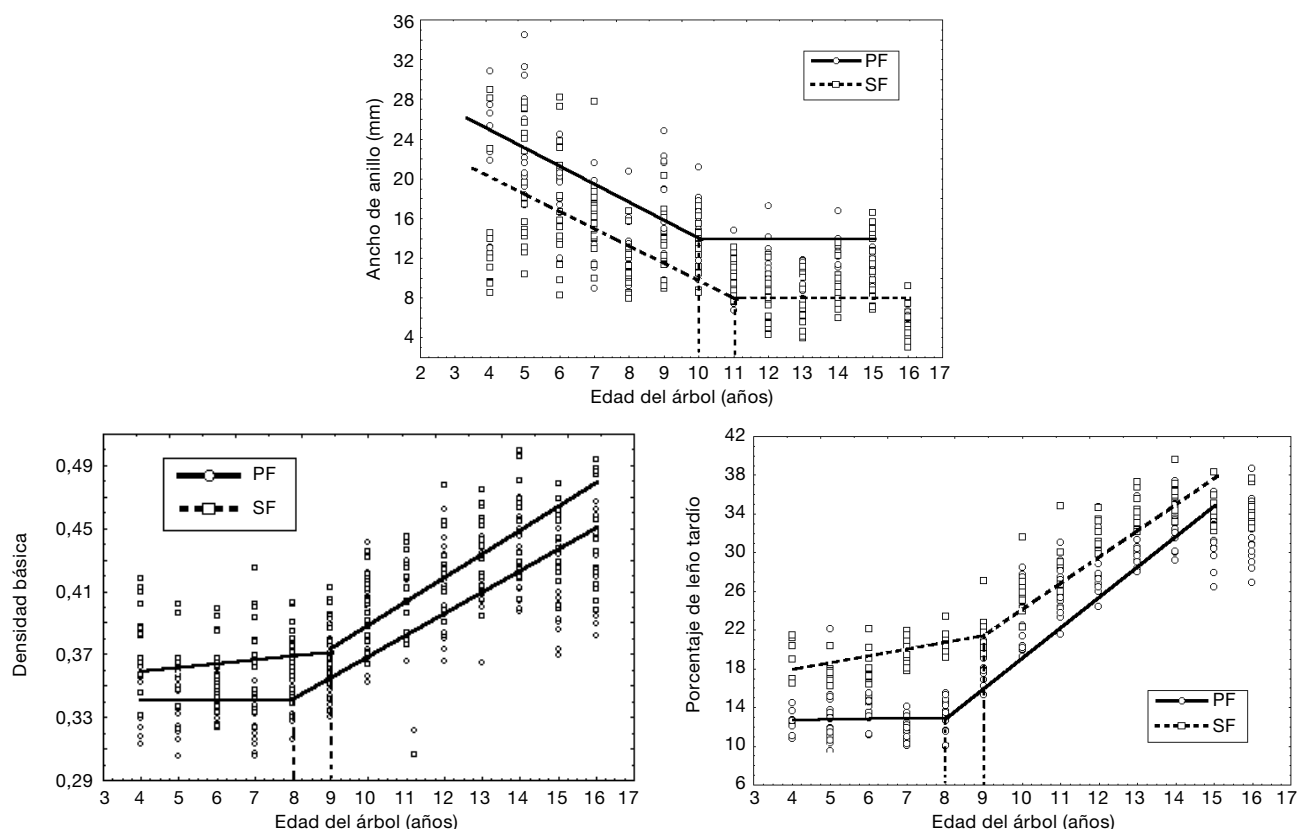 36
32
28
24
20
16
12
8
4
Ancho de anillo (mm)
PF
SF
2 3 4 5 6 7 8 9 10 11 12 13 14 15 16 17
Edad del árbol (años)
0,49
0,45
0,41
0,37
0,33
0,29
Densidad básica
PF
SF
3 4 5 6 7 8 9 10 11 12 13 14 15 16 17
Edad del árbol (años)
42
38
34
30
26
22
18
14
10
6
Porcentaje de leño tardío
PF
SF
3 4 5 6 7 8 9 10 11 12 13 14 15 16 17
Edad del árbol (años)